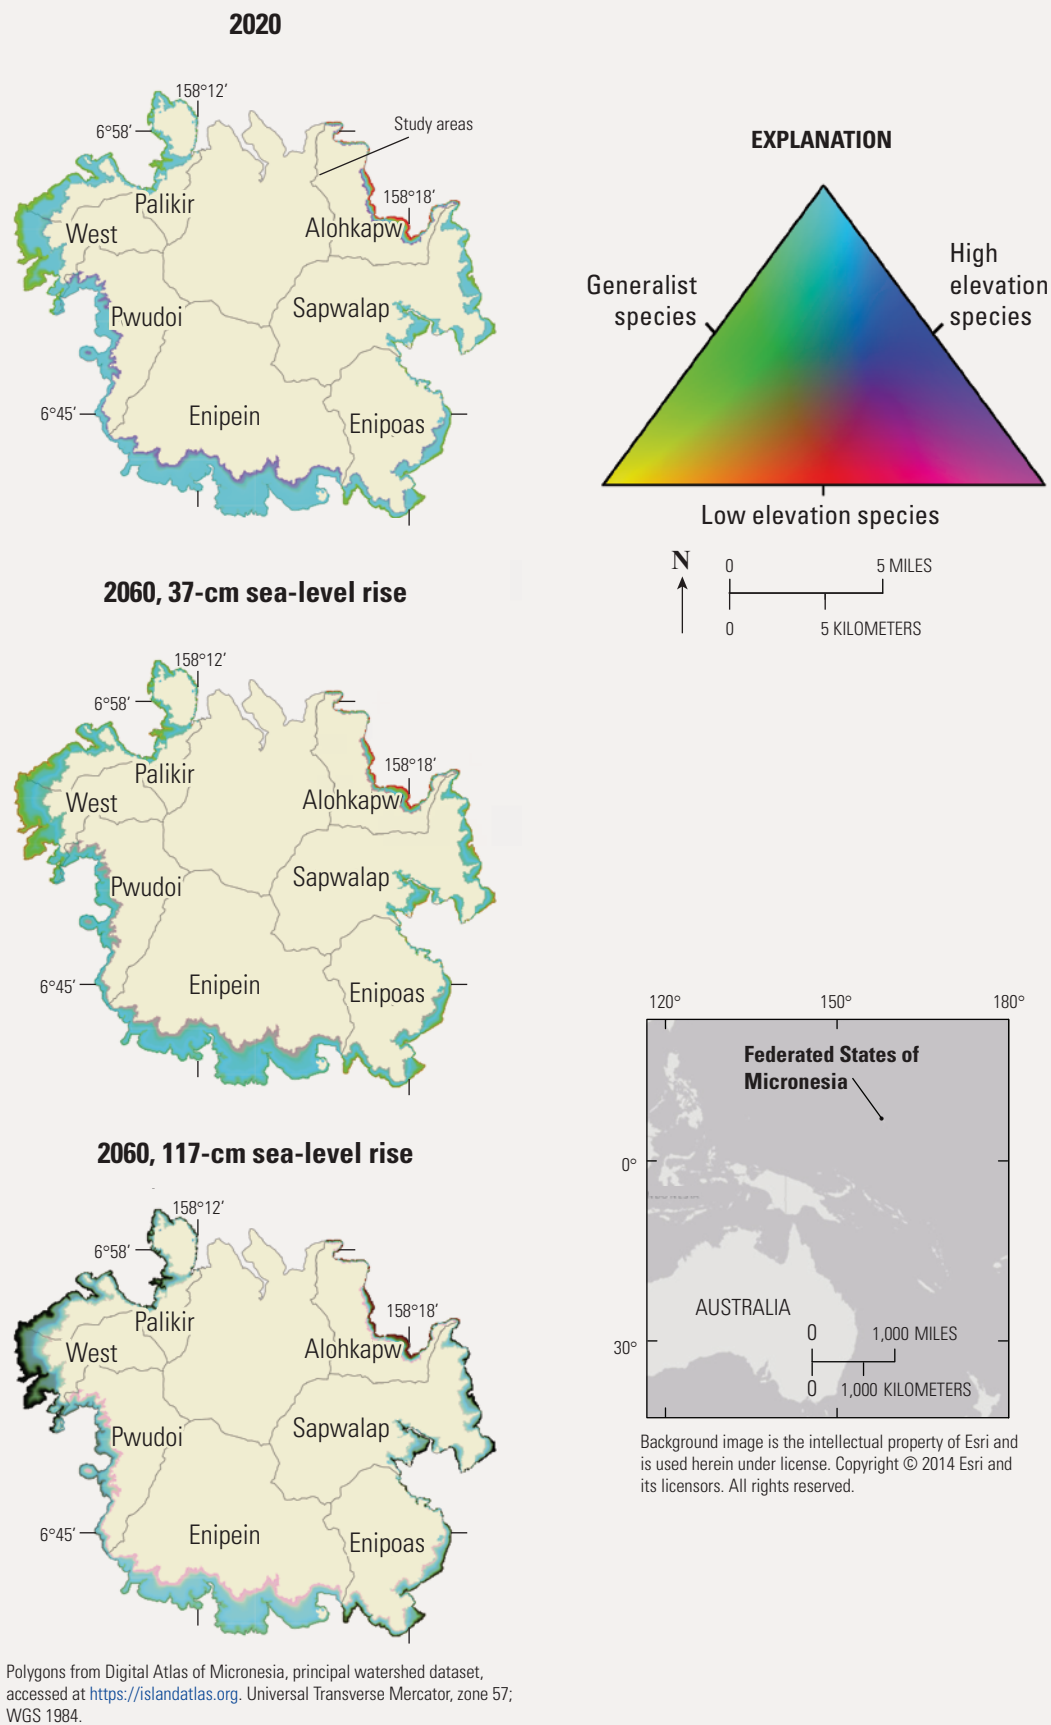 2020
158°12′
6°58′
Study areas
158°18′
Palikir
West
Alohkapw
Pwudoi
Sapwalap
6°45′
Enipein
Enipoas
EXPLANATION
Generalist
species
High
elevation
species
Low elevation species
N
0
5 MILES
0
5 KILOMETERS
2060, 37-cm sea-level rise
158°12′
6°58′
158°18′
Palikir
West
Alohkapw
Pwudoi
Sapwalap
6°45′
Enipein
Enipoas
2060, 117-cm sea-level rise
158°12′
6°58′
158°18′
Palikir
West
Alohkapw
Pwudoi
Sapwalap
6°45′
Enipein
Enipoas
120°
150°
180°
Federated States of
Micronesia
0°
AUSTRALIA
30°
0
1,000 MILES
0
1,000 KILOMETERS
Background image is the intellectual property of Esri and
is used herein under license. Copyright © 2014 Esri and
its licensors. All rights reserved.
Polygons from Digital Atlas of Micronesia, principal watershed dataset,
accessed at https://islandatlas.org. Universal Transverse Mercator, zone 57;
WGS 1984.